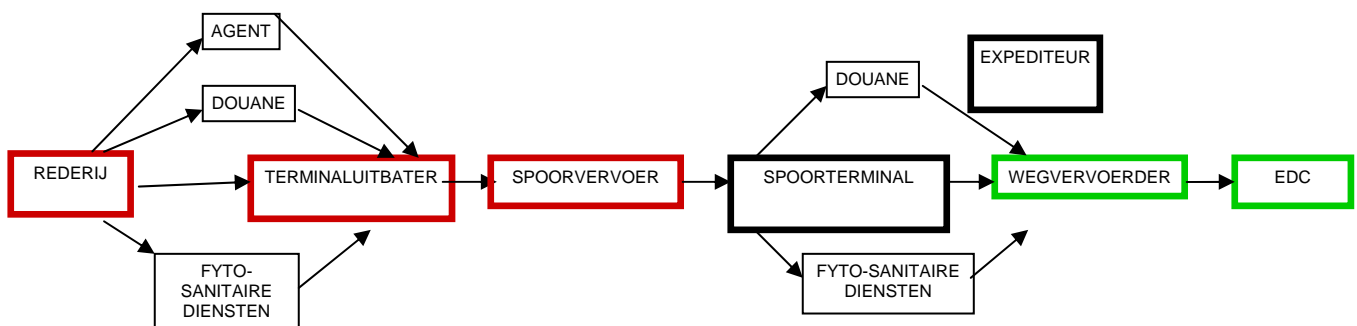 AGENT
EXPEDITEUR
DOUANE
DOUANE
REDERIJ
TERMINALUITBATER
SPOORVERVOER
SPOORTERMINAL
WEGVERVOERDER
EDC
FYTO-
SANITAIRE
DIENSTEN
FYTO-SANITAIRE
DIENSTEN